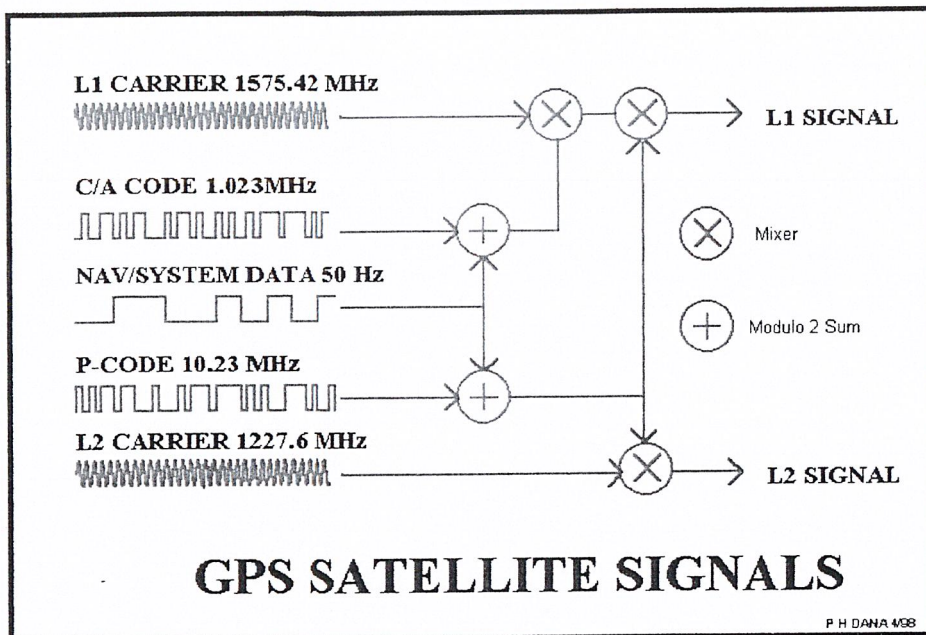 L1 CARRIER 1575.42 MHz
L1 SIGNAL
C/A CODE 1.023MHz
Mixer
NAV/SYSTEM DATA 50 Hz
Modulo 2 Sum
P-CODE 10.23 MHz
L2 CARRIER 1227.6 MHz
L2 SIGNAL
GPS SATELLITE SIGNALS
P H DANA 4/98